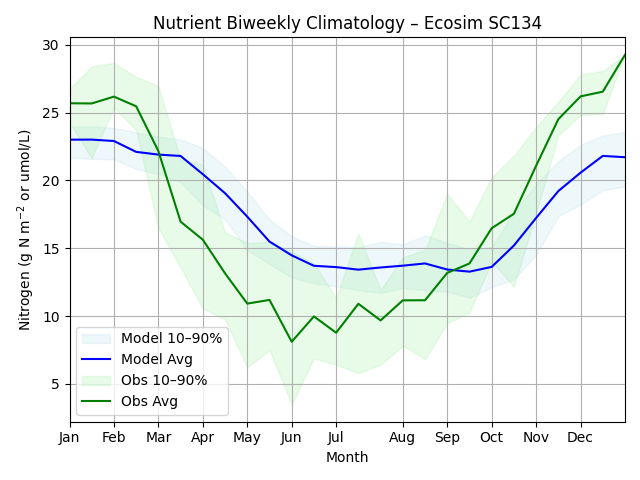 Nutrient Biweekly Climatology – Ecosim SC134
Nitrogen (g N m⁻² or umol/L)
30
25
20
15
10
5
Model 10–90%
Model Avg
Obs 10–90%
Obs Avg
Jan Feb Mar Apr May Jun Jul Aug Sep Oct Nov Dec
Month